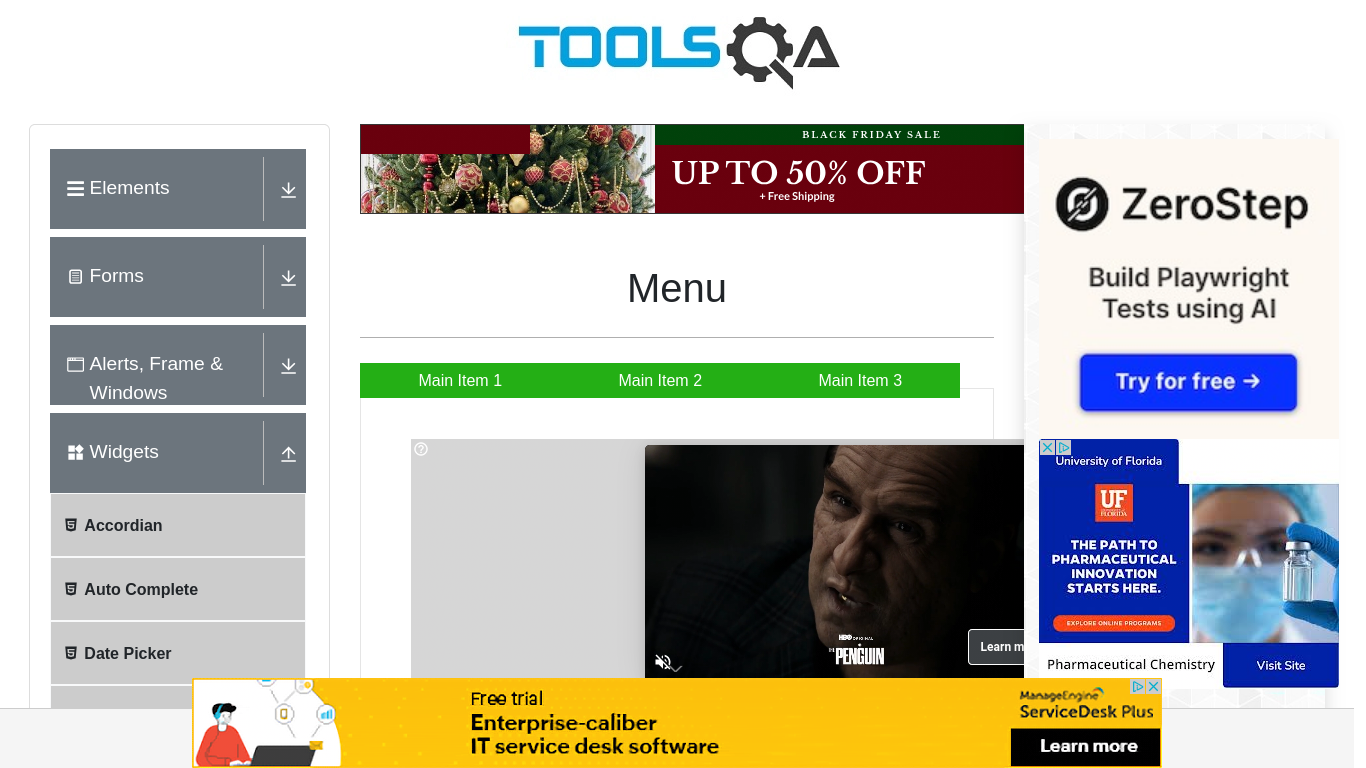 TOOLSQA
Elements
Forms
Alerts, Frame &
Windows
Widgets
Accordian
Auto Complete
Date Picker
BLACK FRIDAY SALE
UP TO 50% OFF
+ Free Shipping
Menu
Main Item 1
Main Item 2
Main Item 3
HBO ORIGINAL
THE PENGUIN
Learn m
ZeroStep
Build Playwright
Tests using AI
Try for free →
University of Florida
UF
FLORIDA
THE PATH TO
PHARMACEUTICAL
INNOVATION
STARTS HERE.
EXPLORE ONLINE PROGRAMS
Pharmaceutical Chemistry
Visit Site
Free trial
Enterprise-caliber
IT service desk software
ManageEngine
ServiceDesk Plus
Learn more